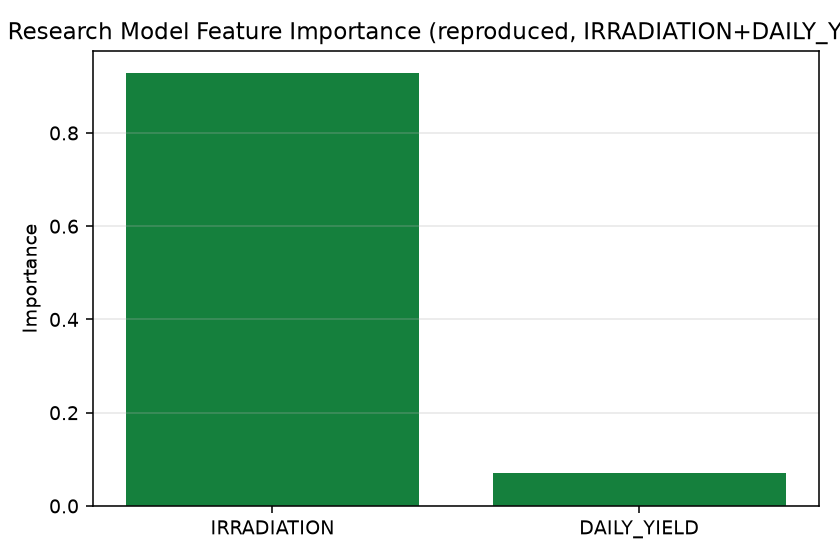 Research Model Feature Importance (reproduced, IRRADIATION+DAILY_Y
Importance
0.8
0.6
0.4
0.2
0.0
IRRADIATION DAILY_YIELD